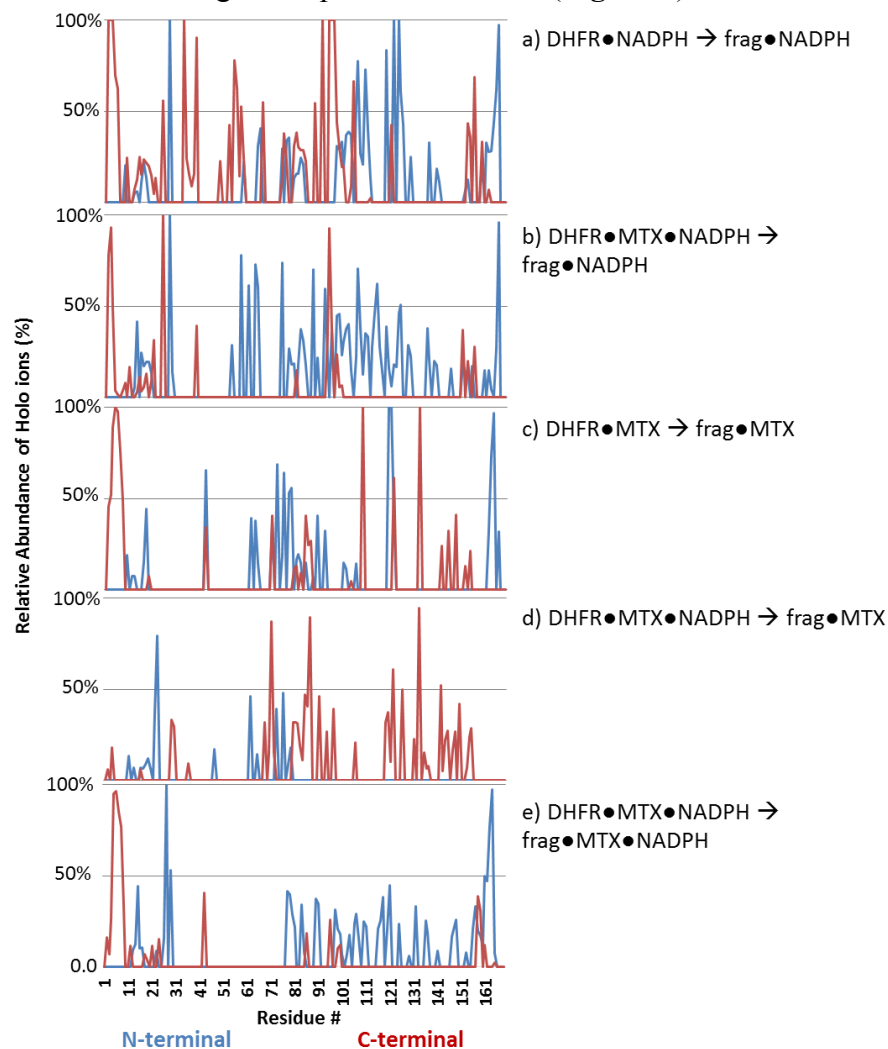 100%
a) DHFR●NADPH → frag●NADPH
50%
100%
b) DHFR●MTX●NADPH →
frag●NADPH
50%
100%
c) DHFR●MTX → frag●MTX
50%
100%
d) DHFR●MTX●NADPH → frag●MTX
50%
100%
e) DHFR●MTX●NADPH →
frag●MTX●NADPH
50%
0.0
Relative Abundance of Holo ions (%)
1 11 21 31 41 51 61 71 81 91 101 111 121 131 141 151 161
Residue #
N-terminal C-terminal